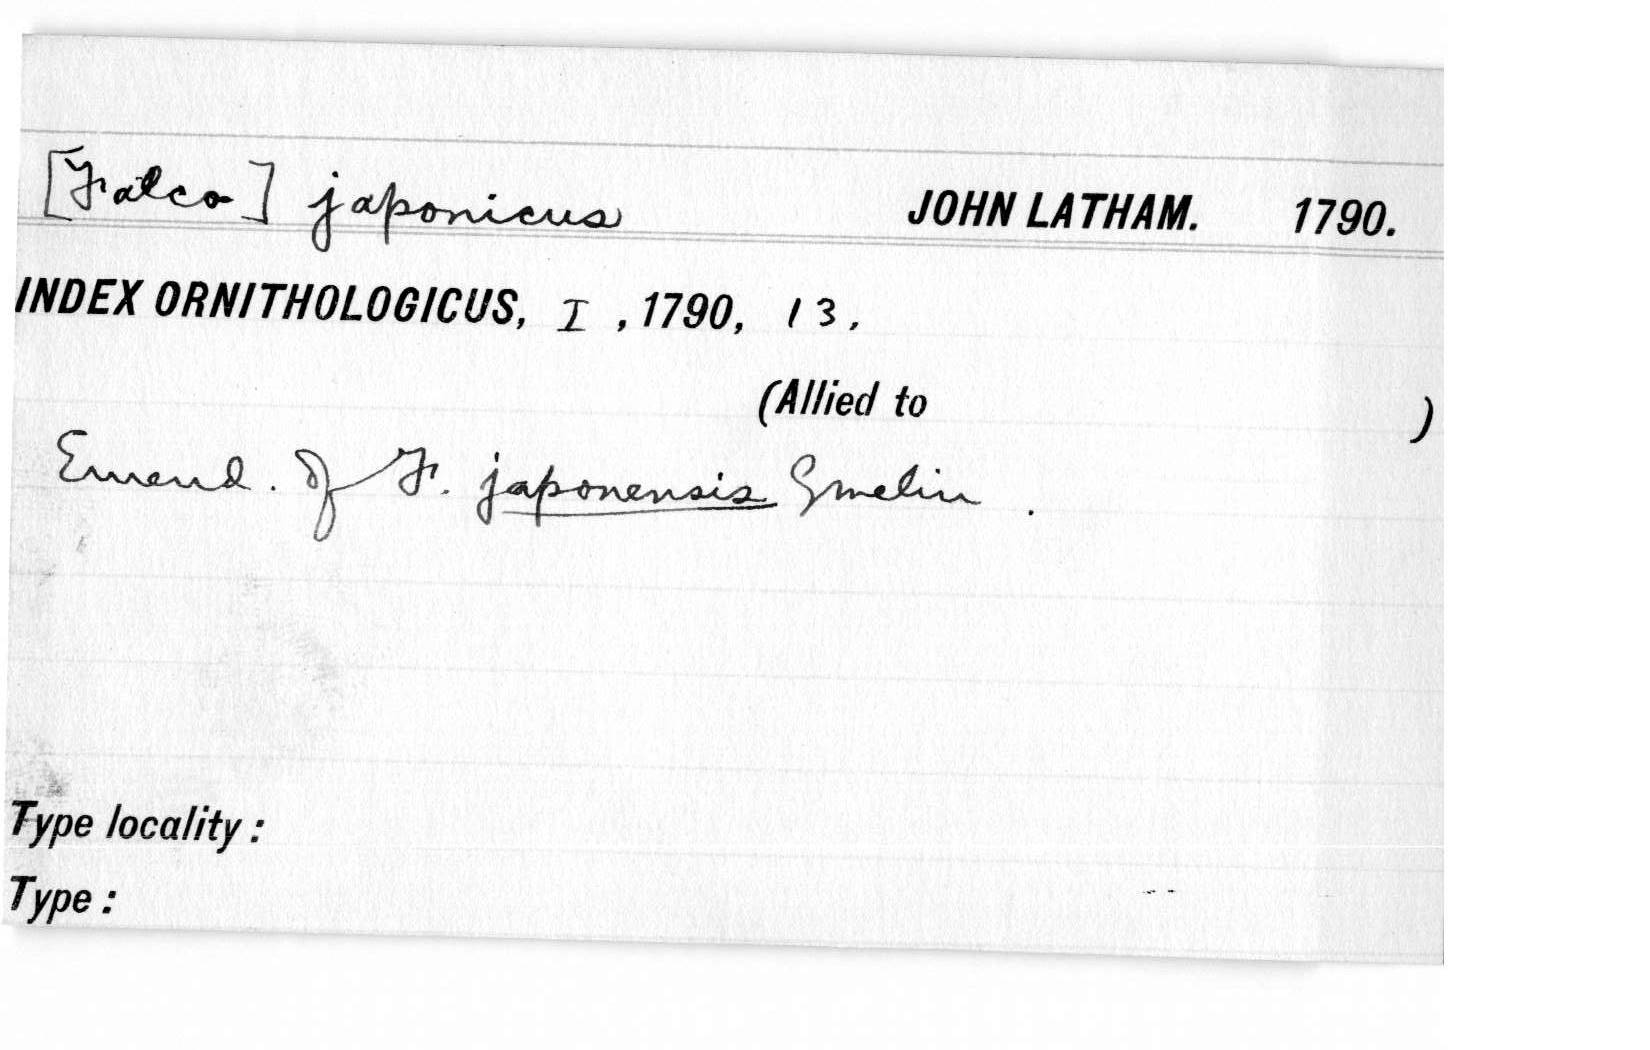 [Falco] japonicus JOHN LATHAM. 1790.
INDEX ORNITHOLOGICUS, I , 1790, 13.
(Allied to )
Emend. of F. japonensis Gmelin .
Type locality :
Type :